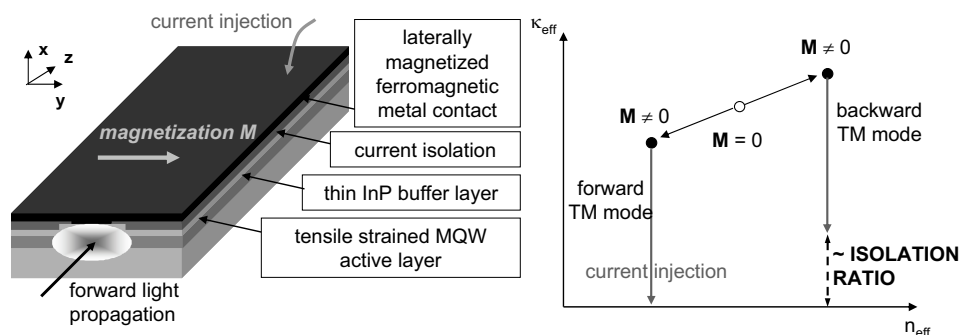 current injection
x
z
y
magnetization M
laterally
magnetized
ferromagnetic
metal contact
current isolation
thin InP buffer layer
tensile strained MQW
active layer
forward light
propagation
κeff
M ≠ 0
M ≠ 0
M = 0
backward
TM mode
forward
TM mode
current injection
~ ISOLATION
RATIO
neff